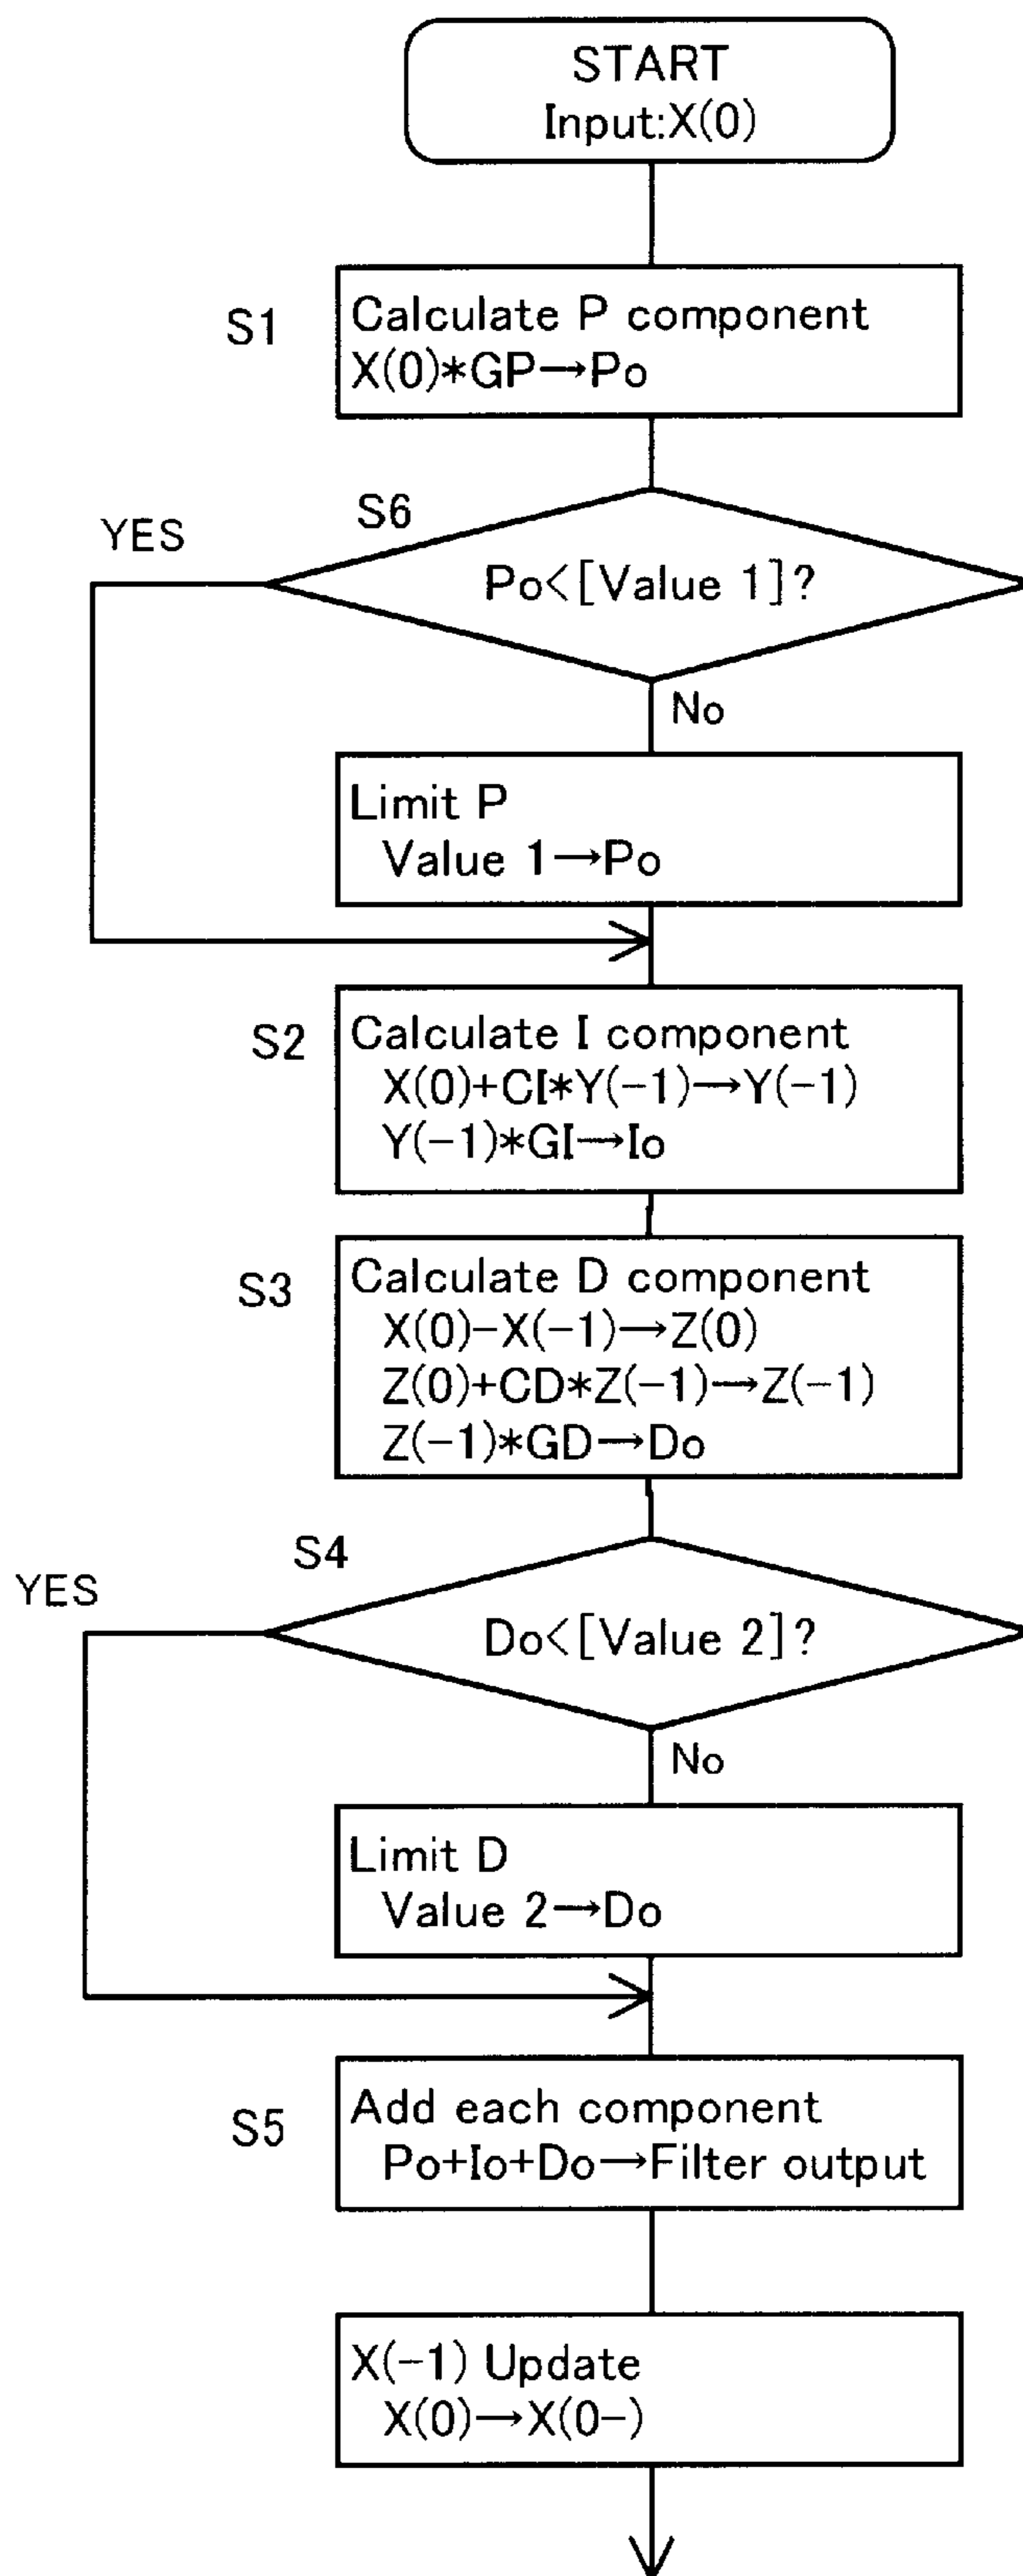 START
Input:X(0)
S1
Calculate P component
X(0)*GP→Po
S6
YES
Po<[Value 1]?
No
Limit P
Value 1→Po
S2
Calculate I component
X(0)+CI*Y(−1)→Y(−1)
Y(−1)*GI→Io
S3
Calculate D component
X(0)−X(−1)→Z(0)
Z(0)+CD*Z(−1)→Z(−1)
Z(−1)*GD→Do
S4
YES
Do<[Value 2]?
No
Limit D
Value 2→Do
S5
Add each component
Po+Io+Do→Filter output
X(−1) Update
X(0)→X(0−)